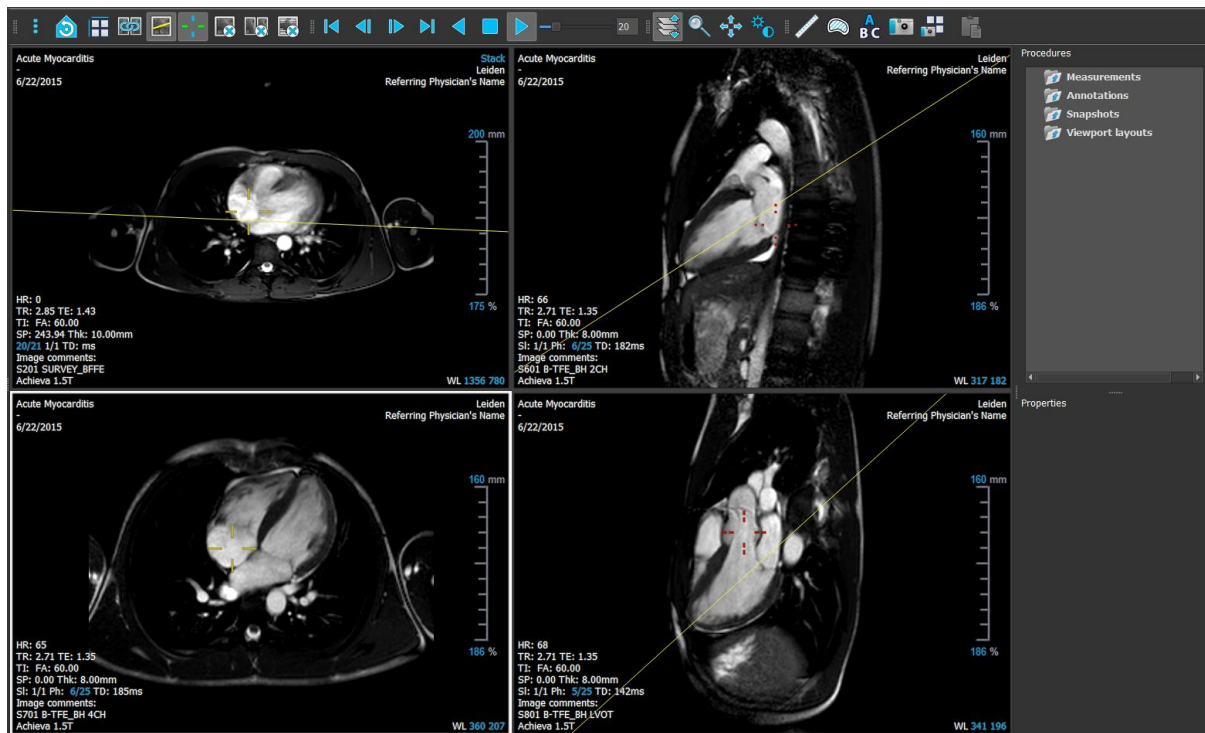 20
A
B C
Acute Myocarditis
-
6/22/2015
Stack
Leiden
Referring Physician's Name
200 mm
175 %
HR: 0
TR: 2.85 TE: 1.43
TI: FA: 60.00
SP: 243.94 Thk: 10.00mm
20/21 1/1 TD: ms
Image comments:
S201 SURVEY_BFFE
Achieva 1.5T
WL 1356 780
Acute Myocarditis
-
6/22/2015
Leiden
Referring Physician's Name
160 mm
186 %
HR: 66
TR: 2.71 TE: 1.35
TI: FA: 60.00
SP: 0.00 Thk: 8.00mm
Sl: 1/1 Ph: 6/25 TD: 182ms
Image comments:
S601 B-TFE_BH 2CH
Achieva 1.5T
WL 317 182
Procedures
Measurements
Annotations
Snapshots
Viewport layouts
Acute Myocarditis
-
6/22/2015
Leiden
Referring Physician's Name
160 mm
186 %
HR: 65
TR: 2.71 TE: 1.35
TI: FA: 60.00
SP: 0.00 Thk: 8.00mm
Sl: 1/1 Ph: 6/25 TD: 185ms
Image comments:
S701 B-TFE_BH 4CH
Achieva 1.5T
WL 360 207
Acute Myocarditis
-
6/22/2015
Leiden
Referring Physician's Name
160 mm
186 %
HR: 68
TR: 2.71 TE: 1.35
TI: FA: 60.00
SP: 0.00 Thk: 8.00mm
Sl: 1/1 Ph: 5/25 TD: 142ms
Image comments:
S801 B-TFE_BH LVOT
Achieva 1.5T
WL 341 196
Properties